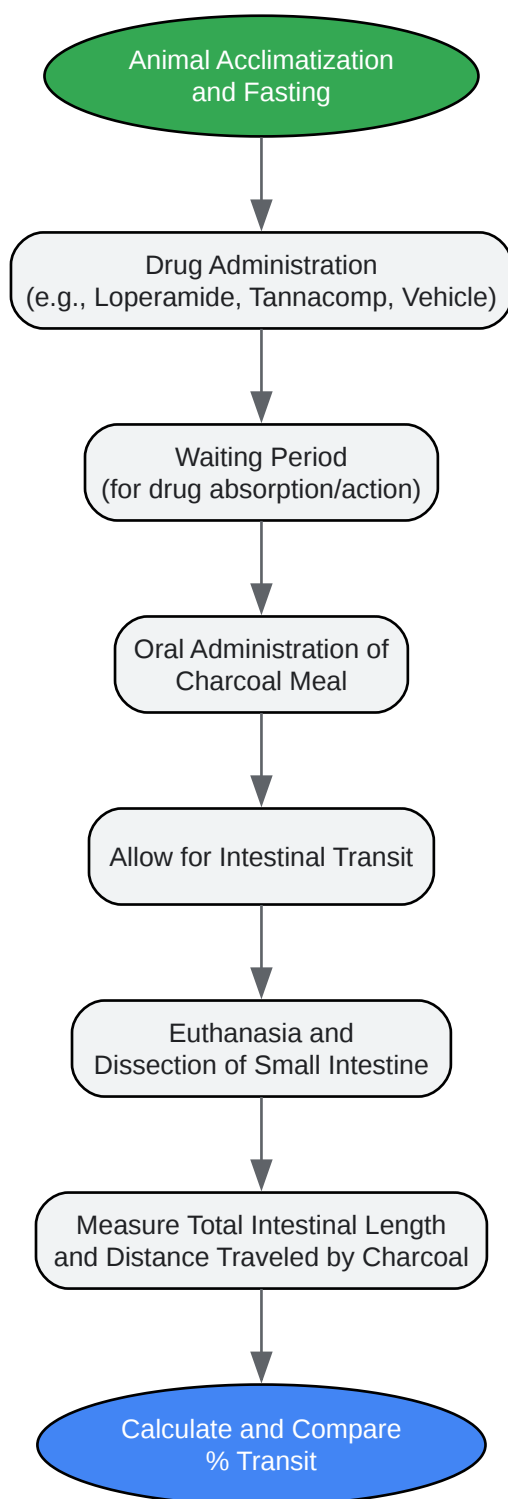 Animal Acclimatization
and Fasting
Drug Administration
(e.g., Loperamide, Tannacomp, Vehicle)
Waiting Period
(for drug absorption/action)
Oral Administration of
Charcoal Meal
Allow for Intestinal Transit
Euthanasia and
Dissection of Small Intestine
Measure Total Intestinal Length
and Distance Traveled by Charcoal
Calculate and Compare
% Transit